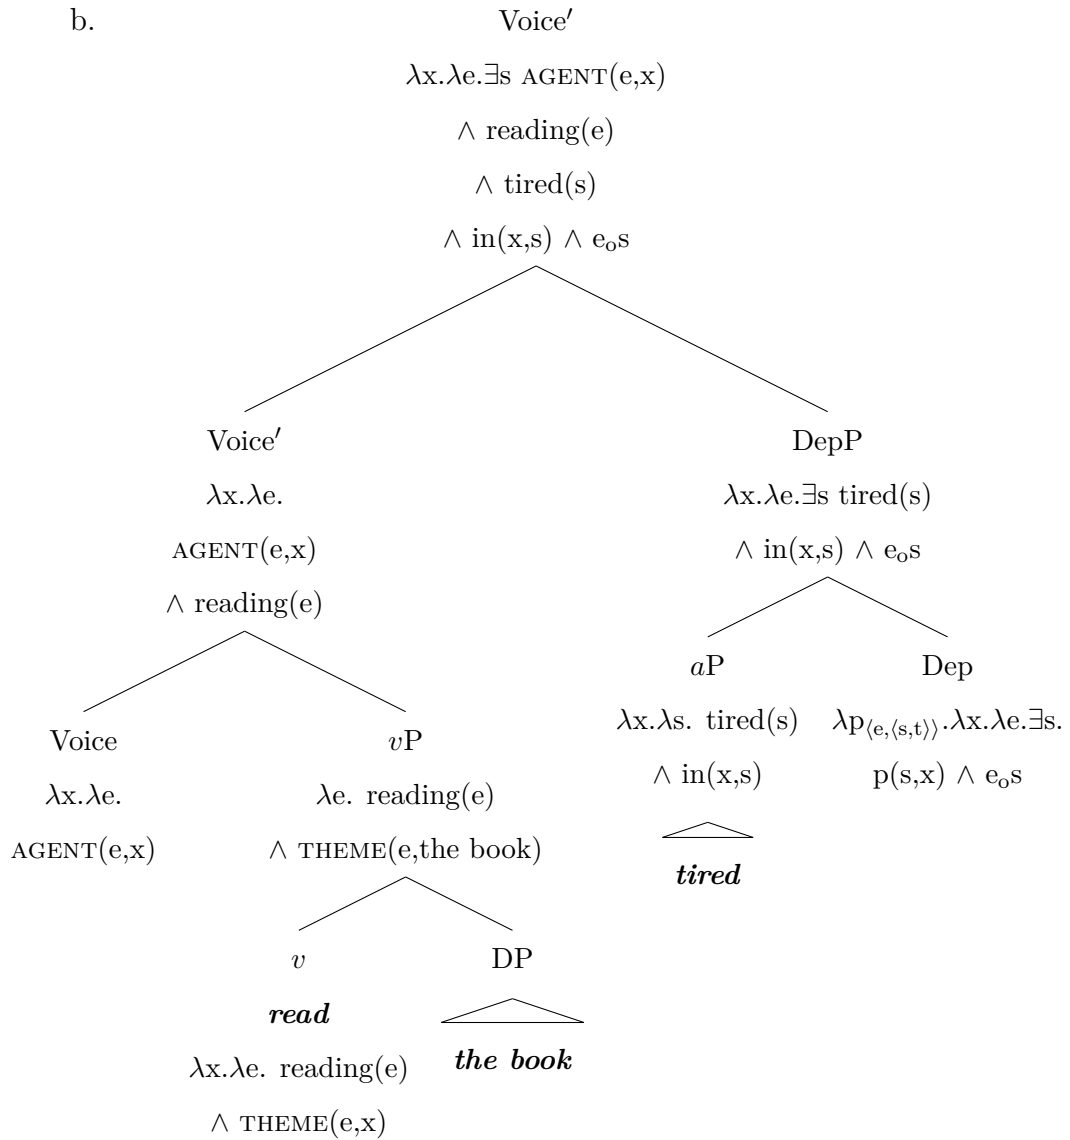 b.
Voice′
λx.λe.∃s AGENT(e,x)
∧ reading(e)
∧ tired(s)
∧ in(x,s) ∧ eₒs
Voice′
λx.λe.
AGENT(e,x)
∧ reading(e)
DepP
λx.λe.∃s tired(s)
∧ in(x,s) ∧ eₒs
Voice
λx.λe.
AGENT(e,x)
vP
λe. reading(e)
∧ THEME(e,the book)
aP
λx.λs. tired(s)
∧ in(x,s)
tired
Dep
λp⟨e,⟨s,t⟩⟩.λx.λe.∃s.
p(s,x) ∧ eₒs
v
read
λx.λe. reading(e)
∧ THEME(e,x)
DP
the book